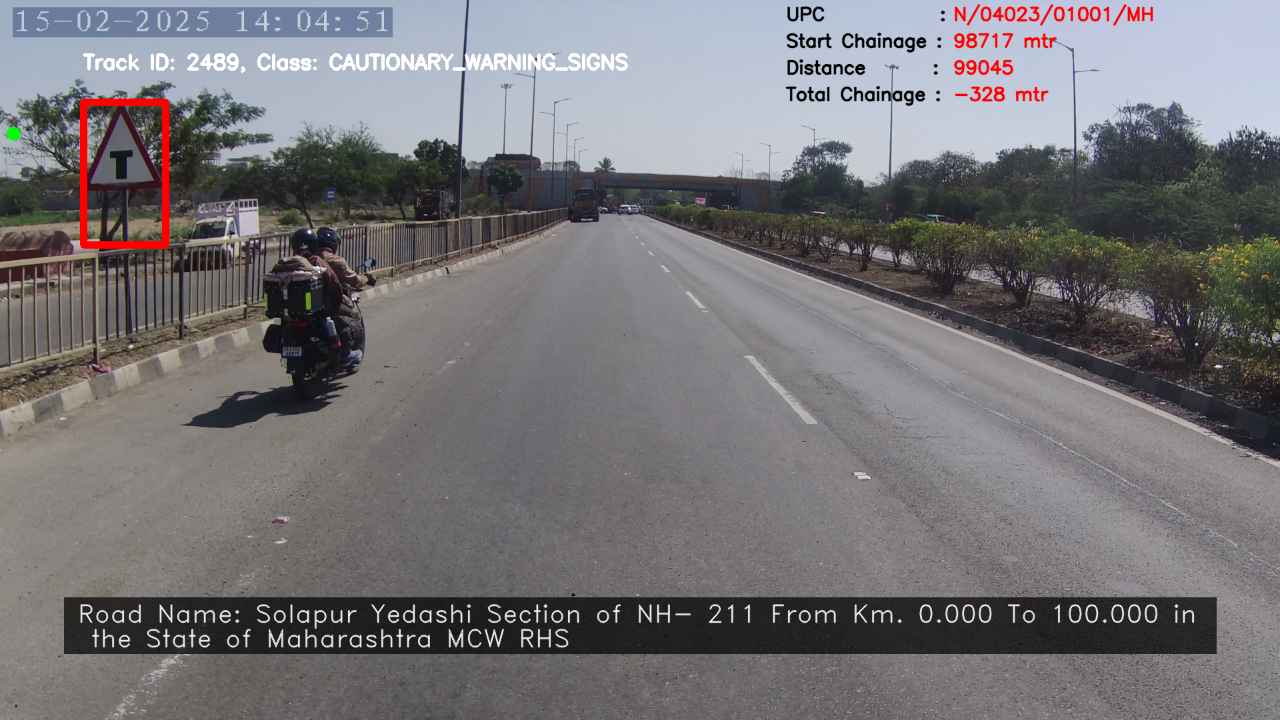 15-02-2025 14:04:51
Track ID: 2489, Class: CAUTIONARY_WARNING_SIGNS
UPC : N/04023/01001/MH
Start Chainage : 98717 mtr
Distance : 99045
Total Chainage : -328 mtr
Road Name: Solapur Yedashi Section of NH- 211 From Km. 0.000 To 100.000 in
the State of Maharashtra MCW RHS